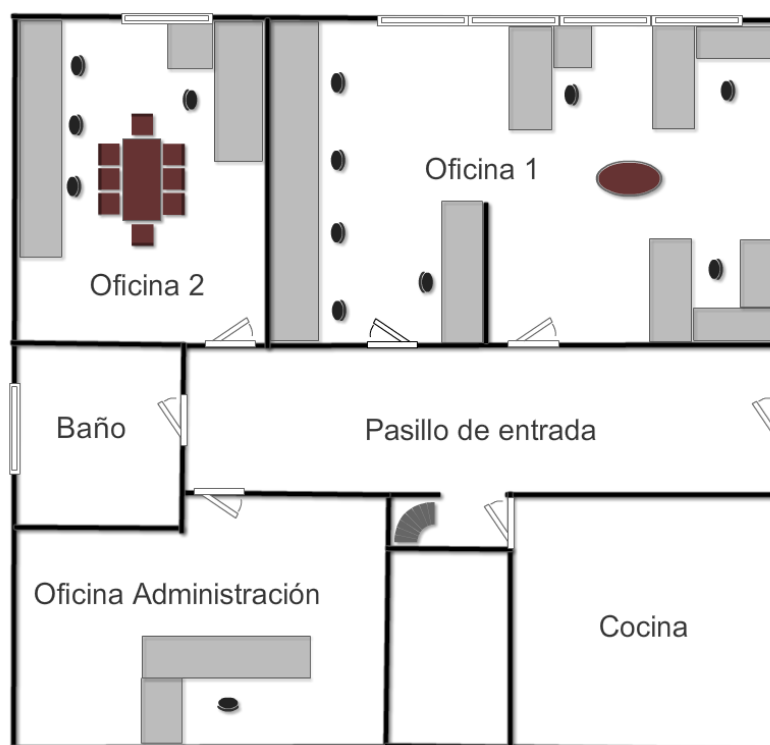 Oficina 1
Oficina 2
Baño
Pasillo de entrada
Oficina Administración
Cocina